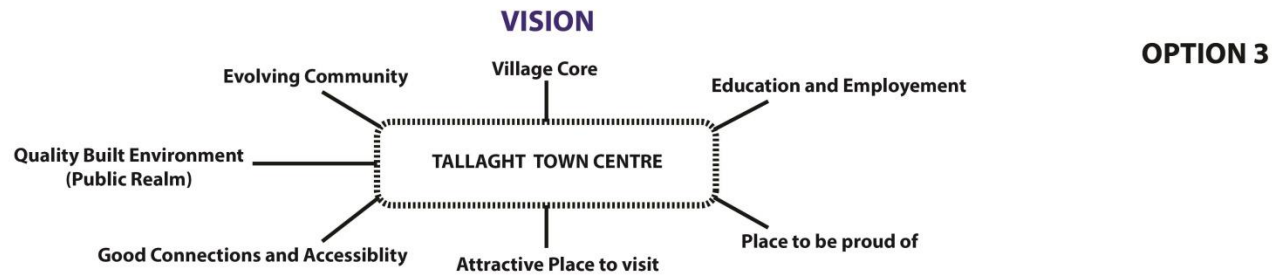 VISION
OPTION 3
Village Core
Evolving Community
Education and Employement
Quality Built Environment
(Public Realm)
TALLAGHT TOWN CENTRE
Place to be proud of
Good Connections and Accessiblity
Attractive Place to visit